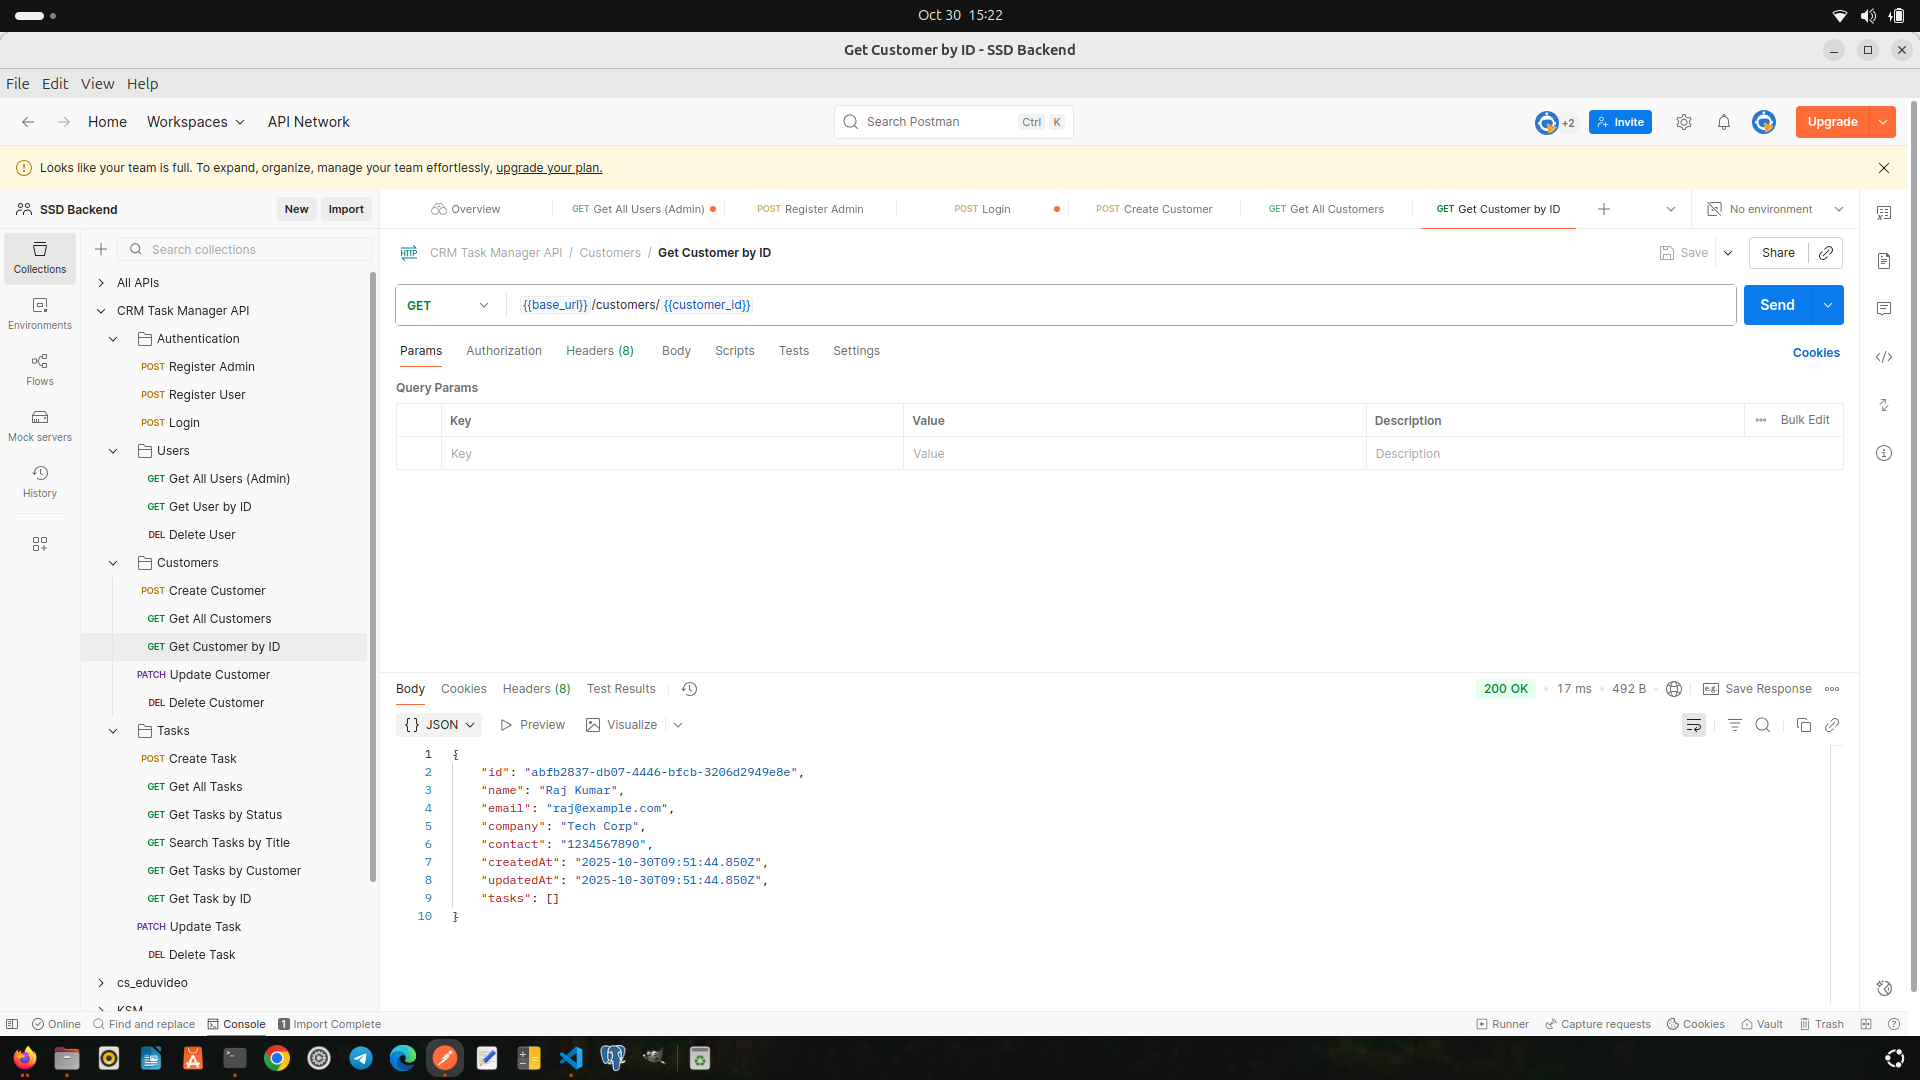 Oct 30 15:22
Get Customer by ID - SSD Backend
File Edit View Help
Home Workspaces API Network
Search Postman Ctrl K
+2 Invite Upgrade
Looks like your team is full. To expand, organize, manage your team effortlessly, upgrade your plan.
SSD Backend New Import
Overview GET Get All Users (Admin) POST Register Admin POST Login POST Create Customer GET Get All Customers GET Get Customer by ID No environment
Collections
Environments
Flows
Mock servers
History
Search collections
All APIs
CRM Task Manager API
Authentication
POST Register Admin
POST Register User
POST Login
Users
GET Get All Users (Admin)
GET Get User by ID
DEL Delete User
Customers
POST Create Customer
GET Get All Customers
GET Get Customer by ID
PATCH Update Customer
DEL Delete Customer
Tasks
POST Create Task
GET Get All Tasks
GET Get Tasks by Status
GET Search Tasks by Title
GET Get Tasks by Customer
GET Get Task by ID
PATCH Update Task
DEL Delete Task
cs_eduvideo
KSM
HTTP CRM Task Manager API / Customers / Get Customer by ID Save Share
GET {{base_url}} /customers/ {{customer_id}} Send
Params Authorization Headers (8) Body Scripts Tests Settings Cookies
Query Params
Key Value Description Bulk Edit
Key Value Description
Body Cookies Headers (8) Test Results 200 OK 17 ms 492 B e.g. Save Response
{} JSON Preview Visualize
1 {
2 "id": "abfb2837-db07-4446-bfcb-3206d2949e8e",
3 "name": "Raj Kumar",
4 "email": "raj@example.com",
5 "company": "Tech Corp",
6 "contact": "1234567890",
7 "createdAt": "2025-10-30T09:51:44.850Z",
8 "updatedAt": "2025-10-30T09:51:44.850Z",
9 "tasks": []
10 }
Online Find and replace Console 1 Import Complete Runner Capture requests Cookies Vault Trash